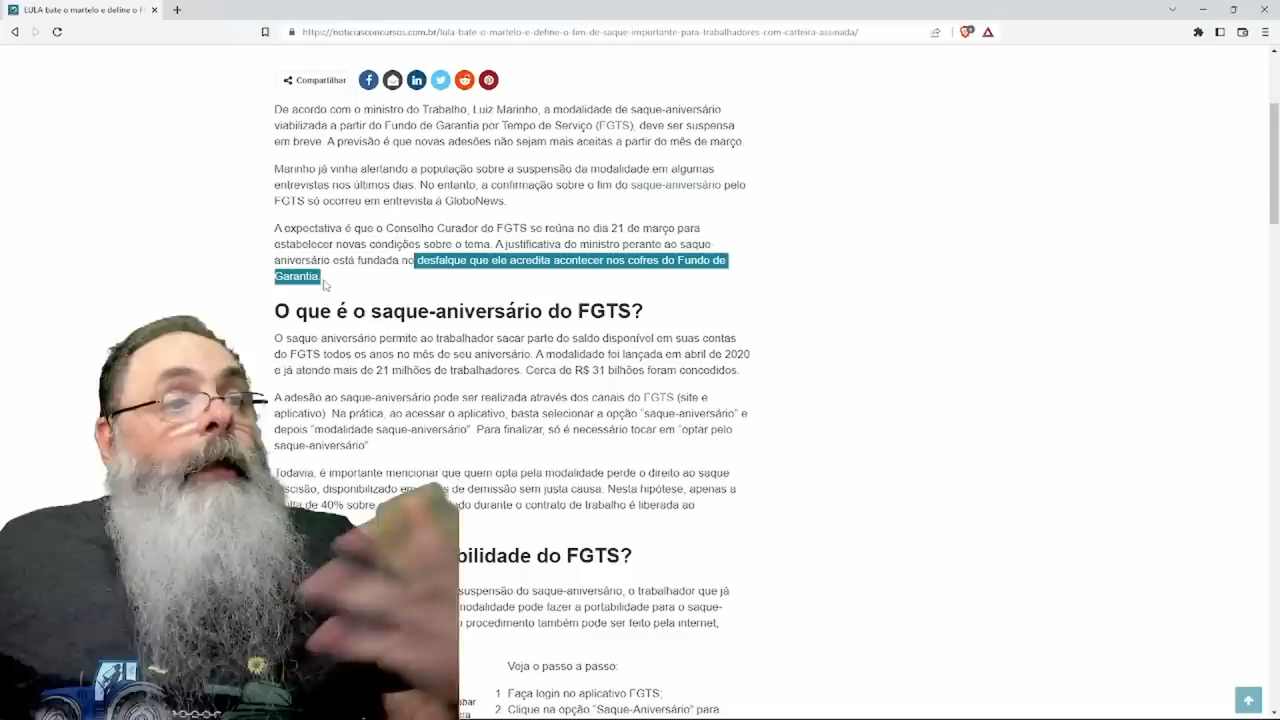 LULA bate o martelo e define o f
https://noticiasconcursos.com.br/lula-bate-o-martelo-e-define-o-fim-de-saque-importante-para-trabalhadores-com-carteira-assinada/
Compartilhar
De acordo com o ministro do Trabalho, Luiz Marinho, a modalidade de saque-aniversário
viabilizada a partir do Fundo de Garantia por Tempo de Serviço (FGTS), deve ser suspensa
em breve. A previsão é que novas adesões não sejam mais aceitas a partir do mês de março
Marinho já vinha alertando a população sobre a suspensão da modalidade em algumas
entrevistas nos últimos dias. No entanto, a confirmação sobre o fim do saque-aniversário pelo
FGTS só ocorreu em entrevista à GloboNews.
A expectativa é que o Conselho Curador do FGTS se reúna no dia 21 de março para
estabelecer novas condições sobre o tema. A justificativa do ministro perante ao saque-
aniversário está fundada no desfalque que ele acredita acontecer nos cofres do Fundo de
Garantia.
O que é o saque-aniversário do FGTS?
O saque-aniversário permite ao trabalhador sacar parte do saldo disponível em suas contas
do FGTS todos os anos no mês de seu aniversário. A modalidade foi lançada em abril de 2020
e já atende mais de 21 milhões de trabalhadores. Cerca de R$ 31 bilhões foram concedidos.
A adesão ao saque-aniversário pode ser realizada através dos canais do FGTS (site e
aplicativo). Na prática, ao acessar o aplicativo, basta selecionar a opção "saque-aniversário" e
depois "modalidade saque-aniversário". Para finalizar, só é necessário tocar em "optar pelo
saque-aniversário"
Todavia, é importante mencionar que quem opta pela modalidade perde o direito ao saque
rescisão, disponibilizado em de demissão sem justa causa. Nesta hipótese, apenas a
de 40% sobre durante o contrato de trabalho é liberada ao
bilidade do FGTS?
suspensão do saque-aniversário, o trabalhador que já
modalidade pode fazer a portabilidade para o saque-
o procedimento também pode ser feito pela internet,
Veja o passo a passo:
1 Faça login no aplicativo FGTS;
2 Clique na opção "Saque-Aniversário" para